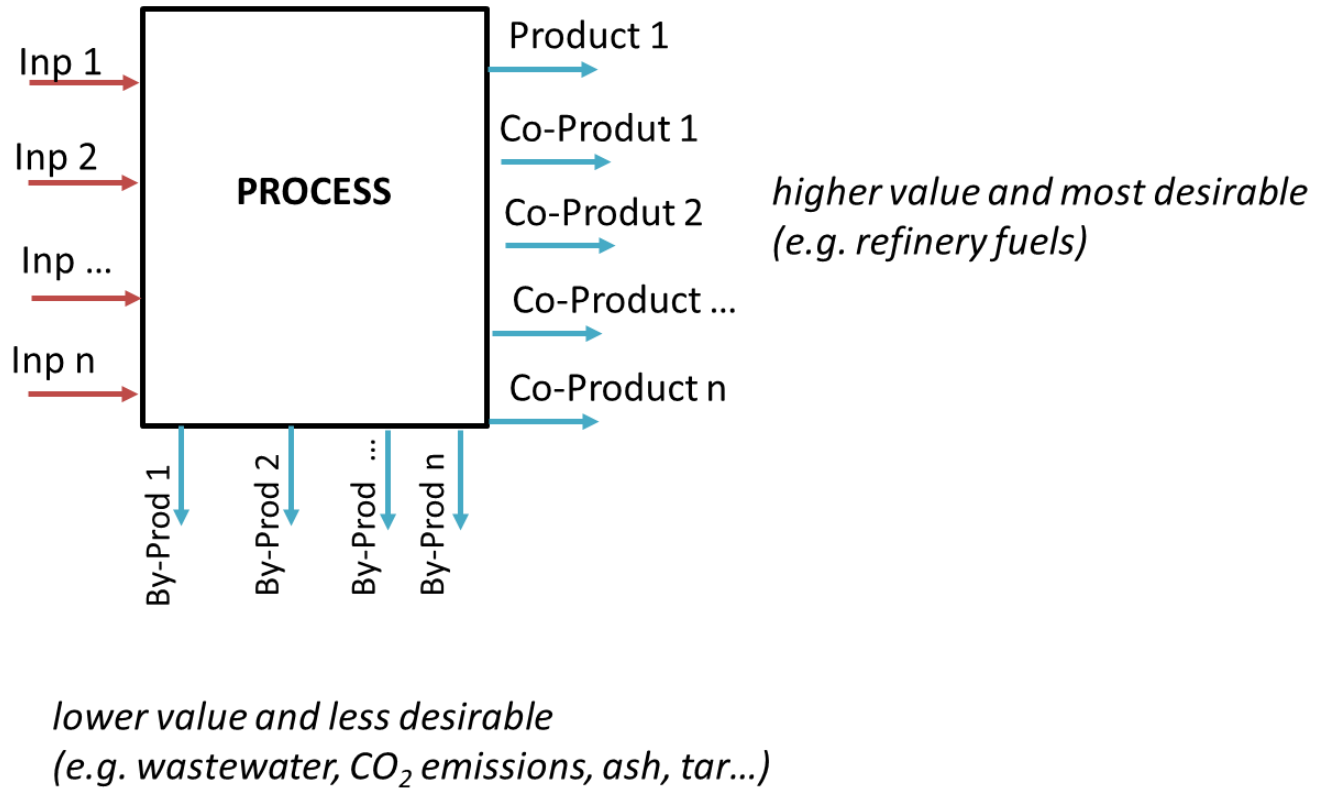 Inp 1
Inp 2
Inp ...
Inp n
PROCESS
Product 1
Co-Produt 1
Co-Produt 2
Co-Product ...
Co-Product n
higher value and most desirable
(e.g. refinery fuels)
By-Prod 1
By-Prod 2
By-Prod ...
By-Prod n
lower value and less desirable
(e.g. wastewater, CO₂ emissions, ash, tar...)